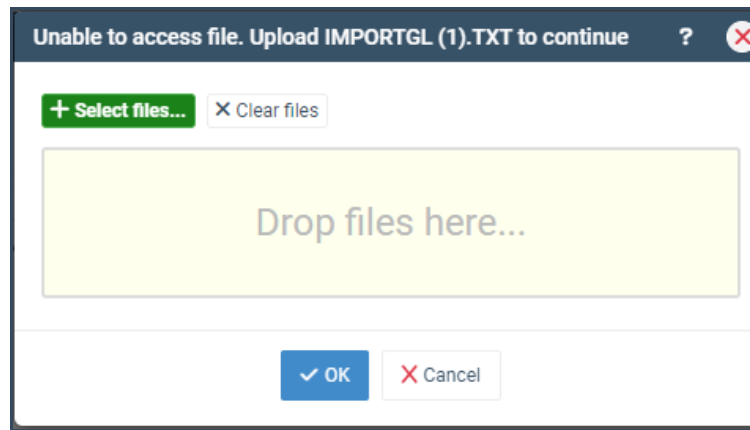 Unable to access file. Upload IMPORTGL (1).TXT to continue ?
+ Select files... × Clear files
Drop files here...
OK Cancel